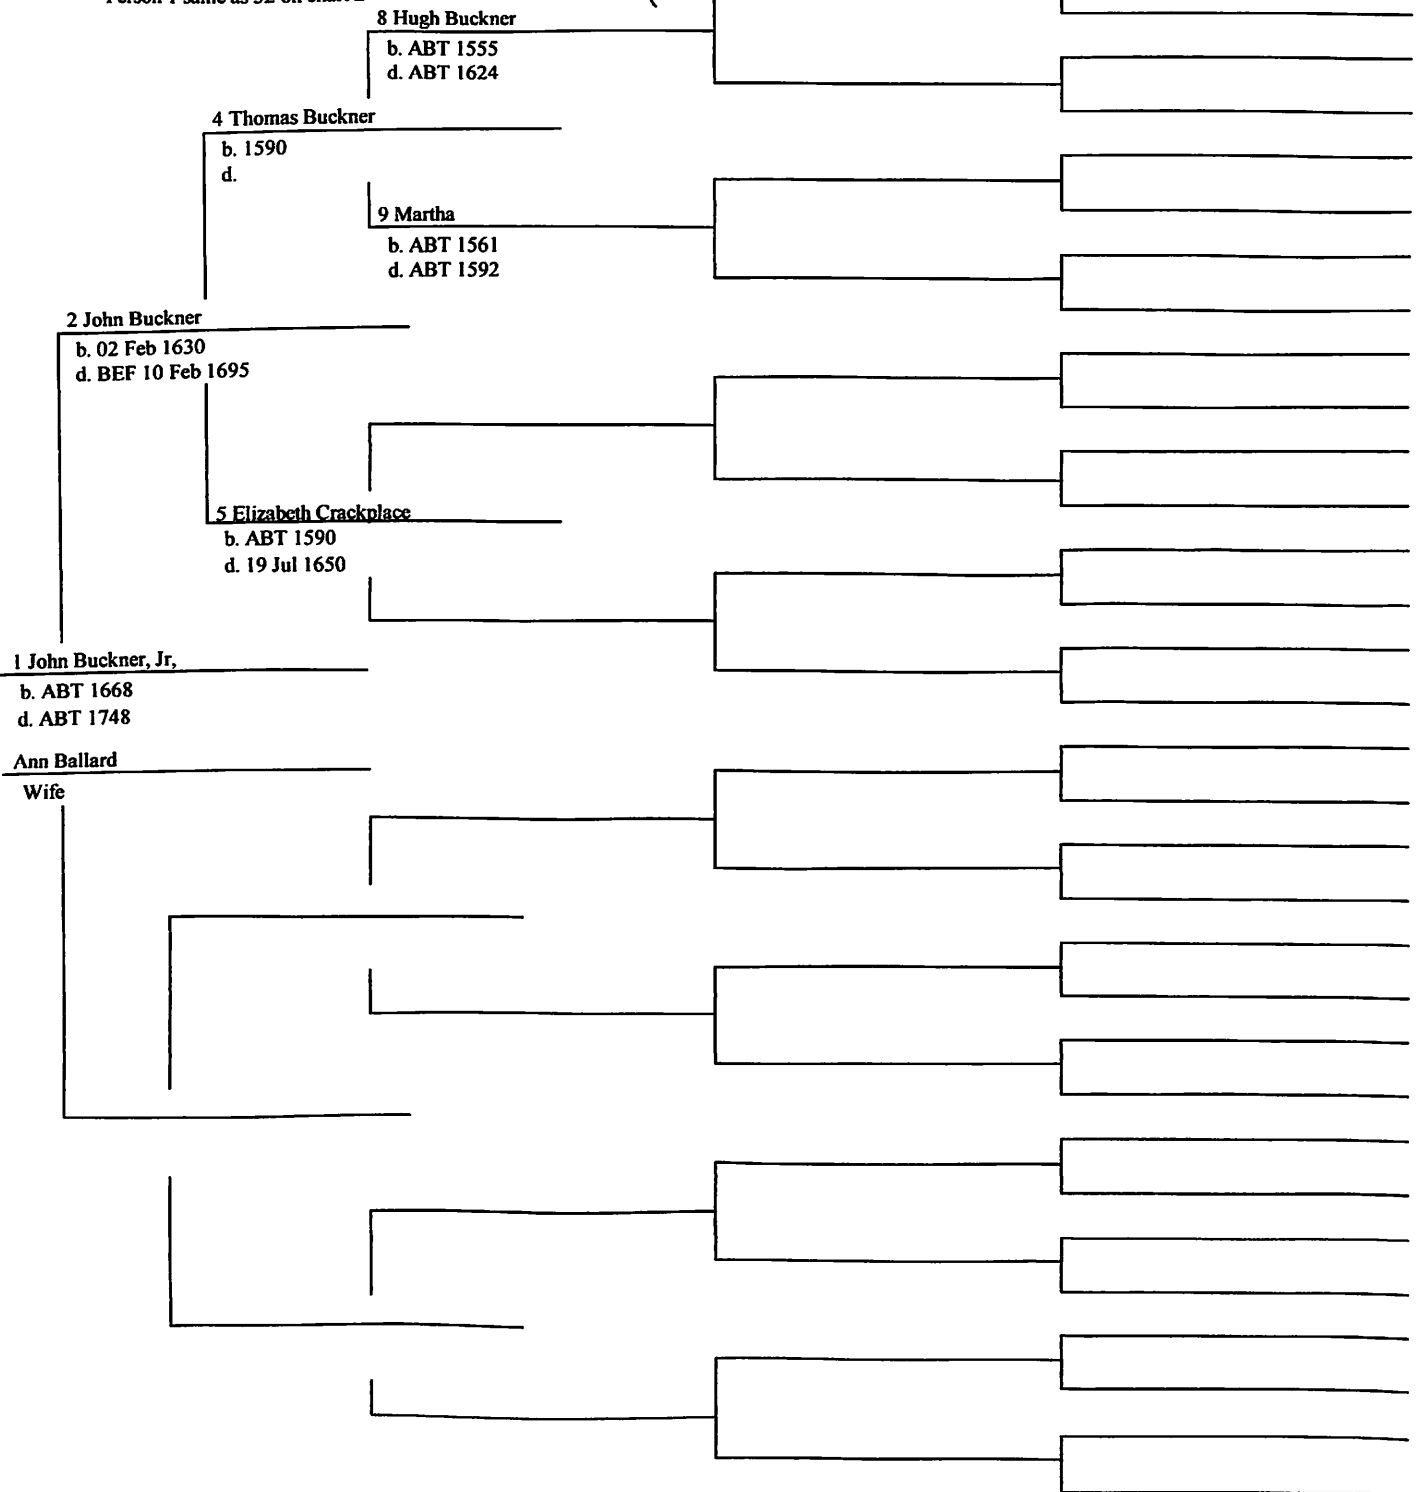 8 Hugh Buckner
b. ABT 1555
d. ABT 1624
4 Thomas Buckner
b. 1590
d.
9 Martha
b. ABT 1561
d. ABT 1592
2 John Buckner
b. 02 Feb 1630
d. BEF 10 Feb 1695
5 Elizabeth Crackplace
b. ABT 1590
d. 19 Jul 1650
1 John Buckner, Jr,
b. ABT 1668
d. ABT 1748
Ann Ballard
Wife